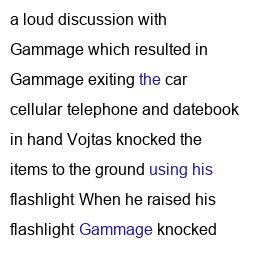 a loud discussion with
Gammage which resulted in
Gammage exiting the car
cellular telephone and datebook
in hand Vojtas knocked the
items to the ground using his
flashlight When he raised his
flashlight Gammage knocked